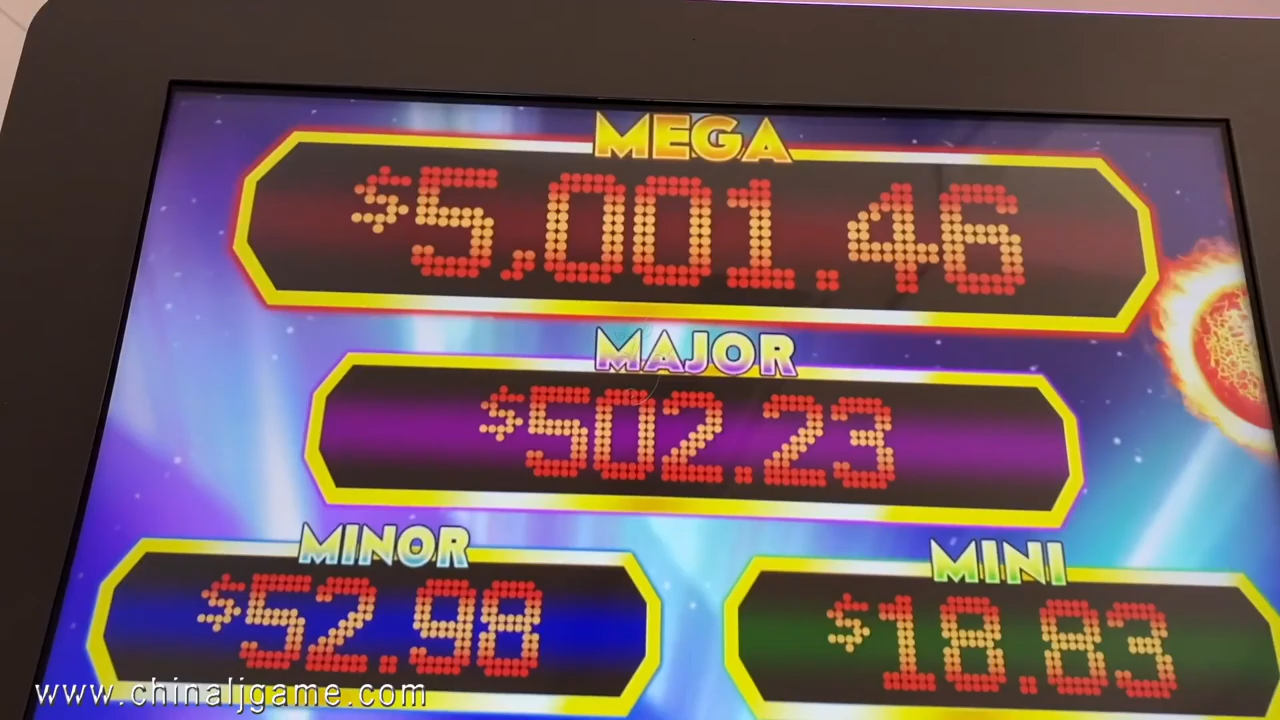 MEGA
$5,001.46
MAJOR
$502.23
MINOR
$52.98
MINI
$18.83
www.chinaljgame.com